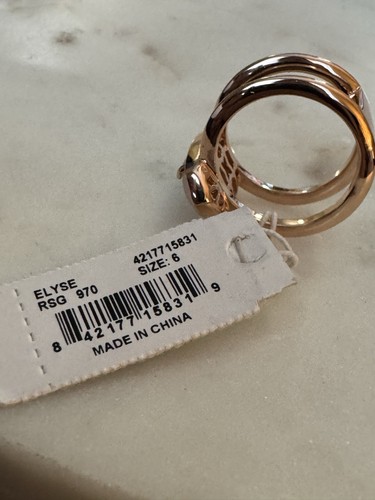 ELYSE 4217715831
RSG 970 SIZE: 6
8 42177 15831 9
MADE IN CHINA